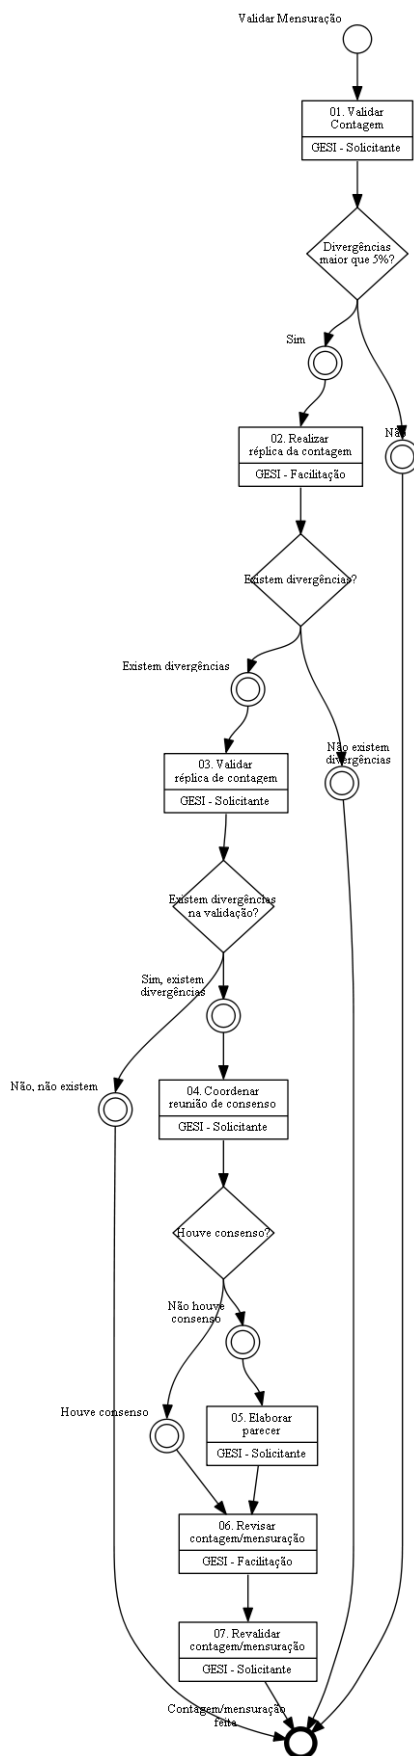 Validar Mensuração
01. Validar
Contagem
GESI - Solicitante
Divergências
maior que 5%?
Sim
Não
02. Realizar
réplica da contagem
GESI - Facilitação
Existem divergências?
Existem divergências
Não existem
divergências
03. Validar
réplica de contagem
GESI - Solicitante
Existem divergências
na validação?
Sim, existem
divergências
Não, não existem
04. Coordenar
reunião de consenso
GESI - Solicitante
Houve consenso?
Não houve
consenso
Houve consenso
05. Elaborar
parecer
GESI - Solicitante
06. Revisar
contagem/mensuração
GESI - Facilitação
07. Revalidar
contagem/mensuração
GESI - Solicitante
Contagem/mensuração
feita